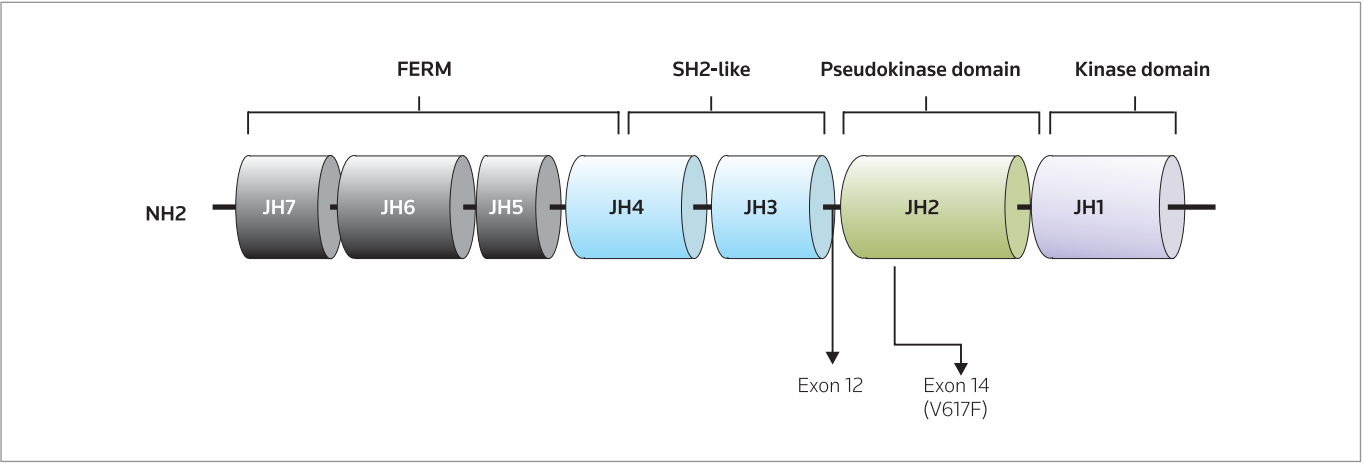 FERM SH2-like Pseudokinase domain Kinase domain
NH2 JH7 JH6 JH5 JH4 JH3 JH2 JH1
Exon 12 Exon 14
(V617F)